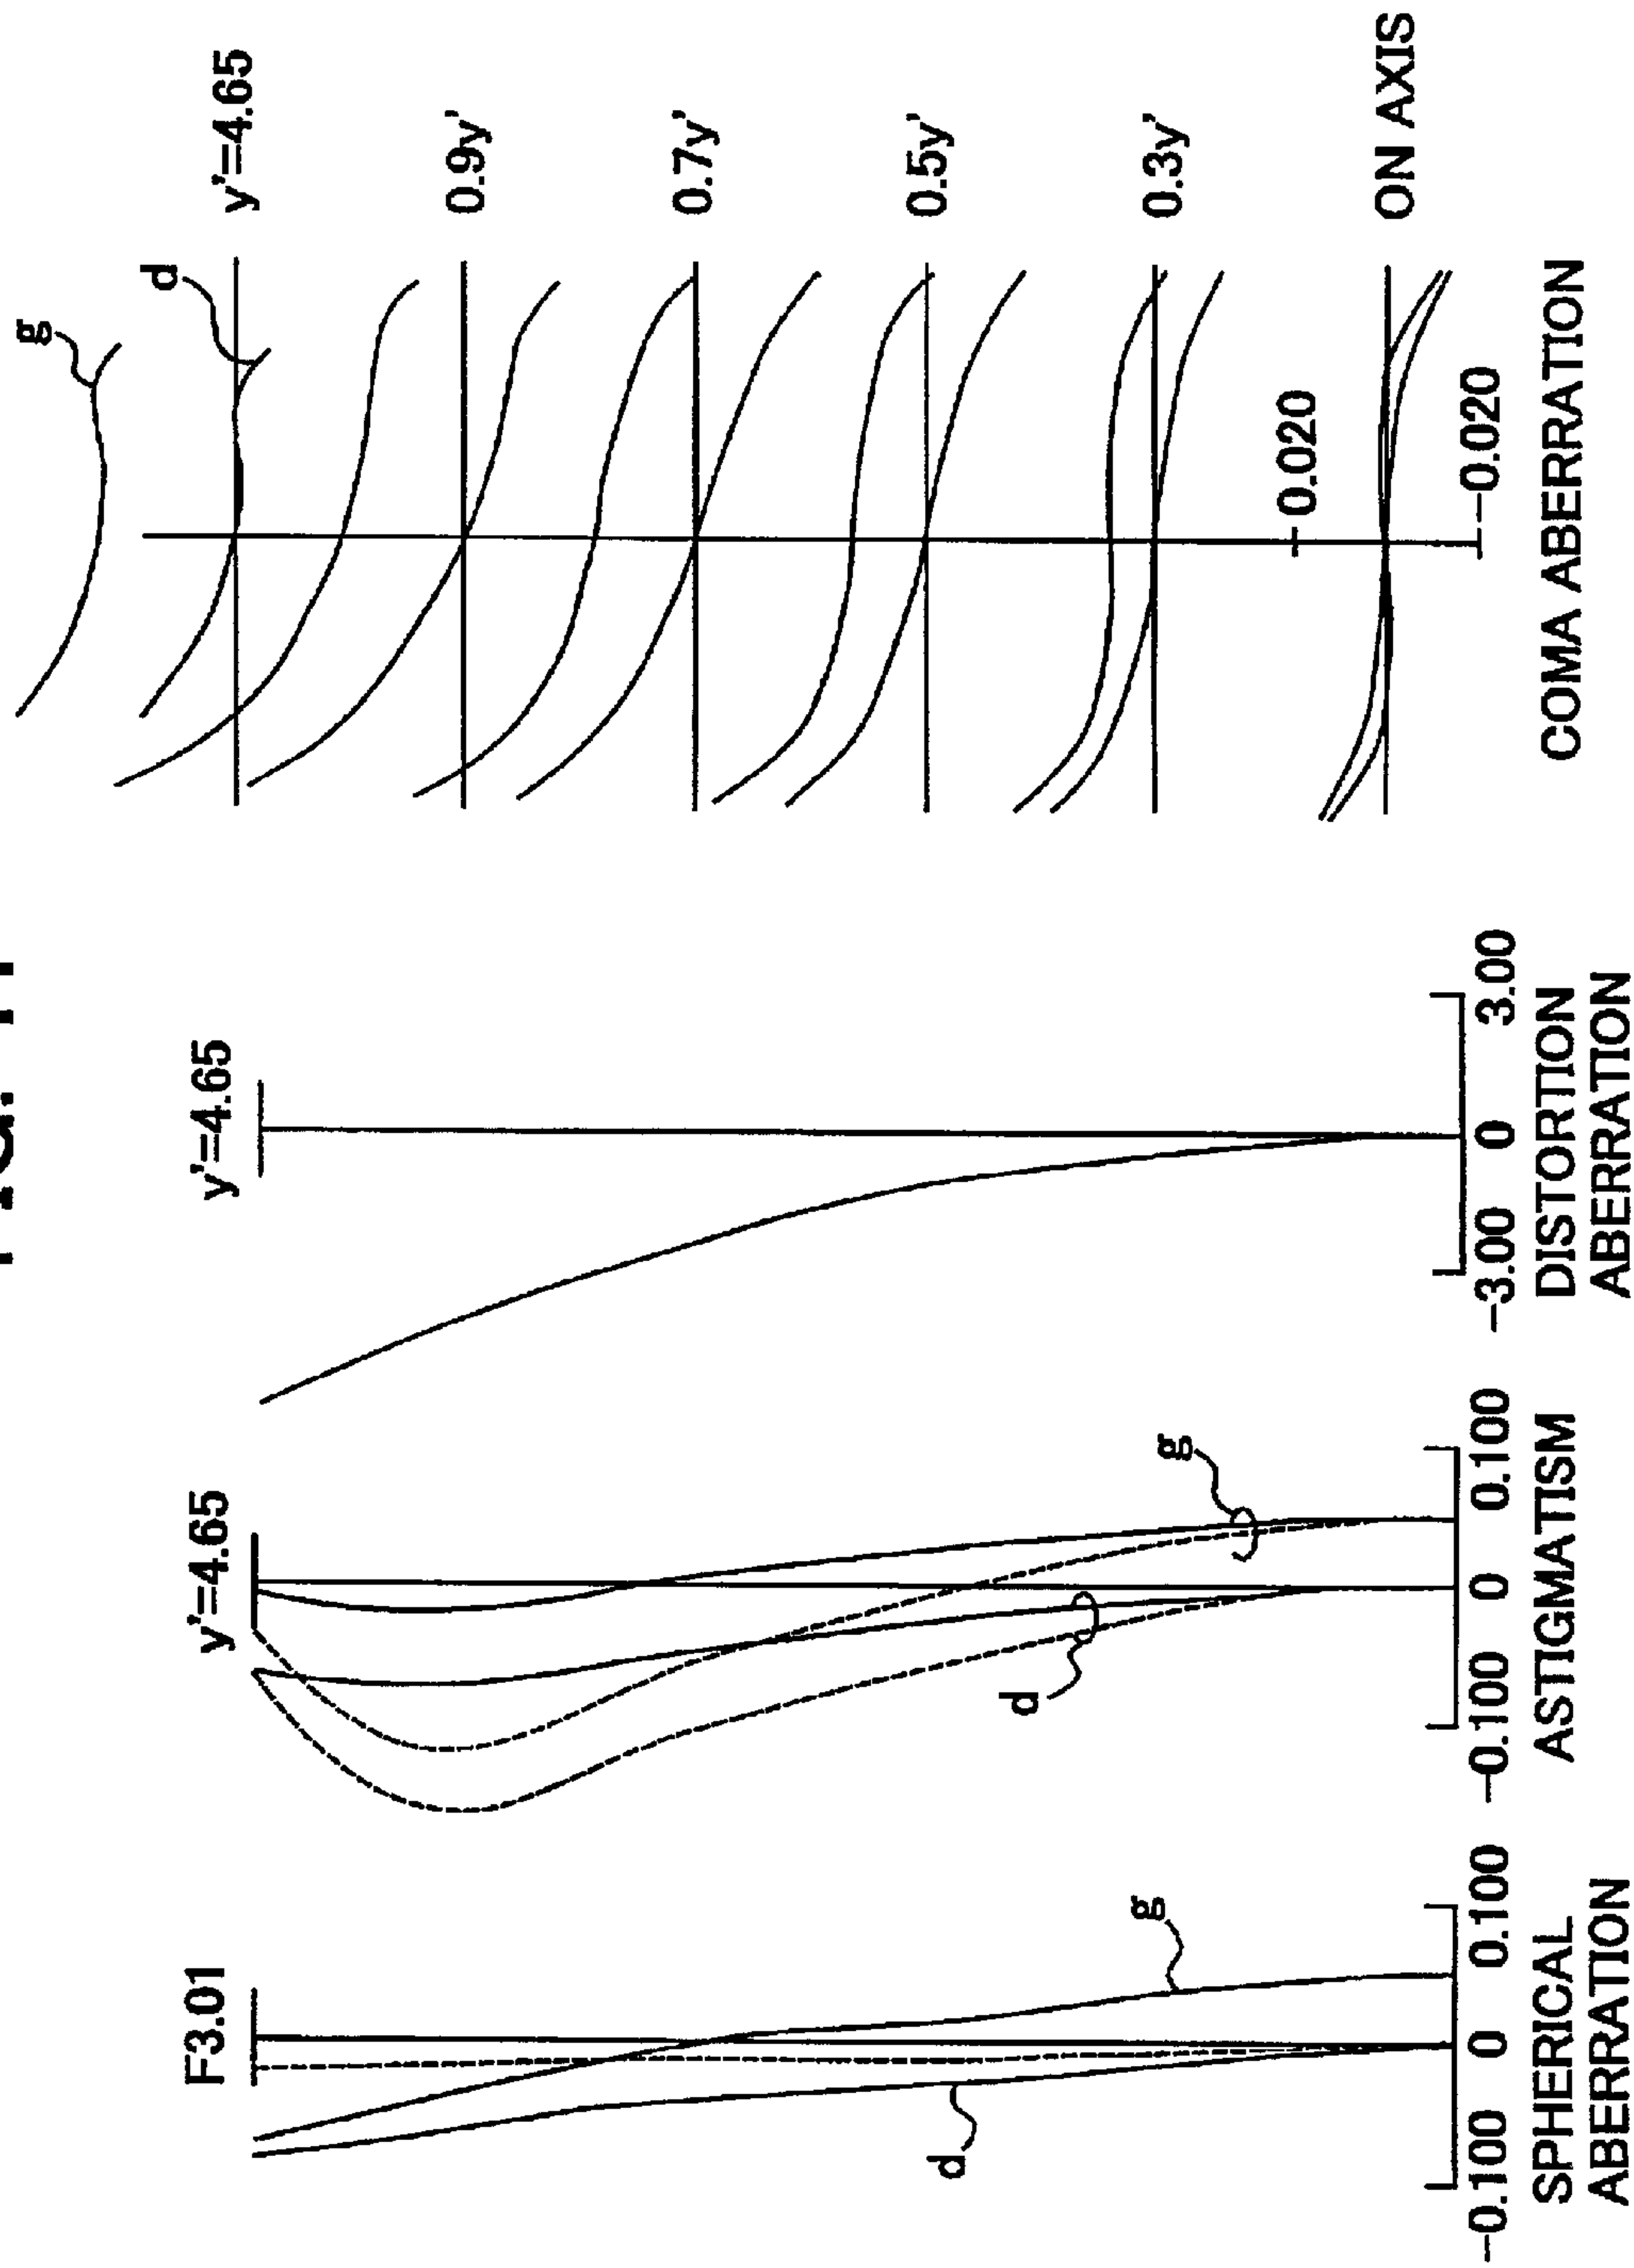 F3.01
g
d
-0.100 0 0.100
SPHERICAL
ABERRATION
y'=4.65
g
d
-0.100 0 0.100
ASTIGMATISM
y'=4.65
-3.00 0 3.00
DISTORTION
ABERRATION
g
d
y'=4.65
0.9y'
0.7y'
0.5y'
0.3y'
0.020
ON AXIS
-0.020
COMA ABERRATION